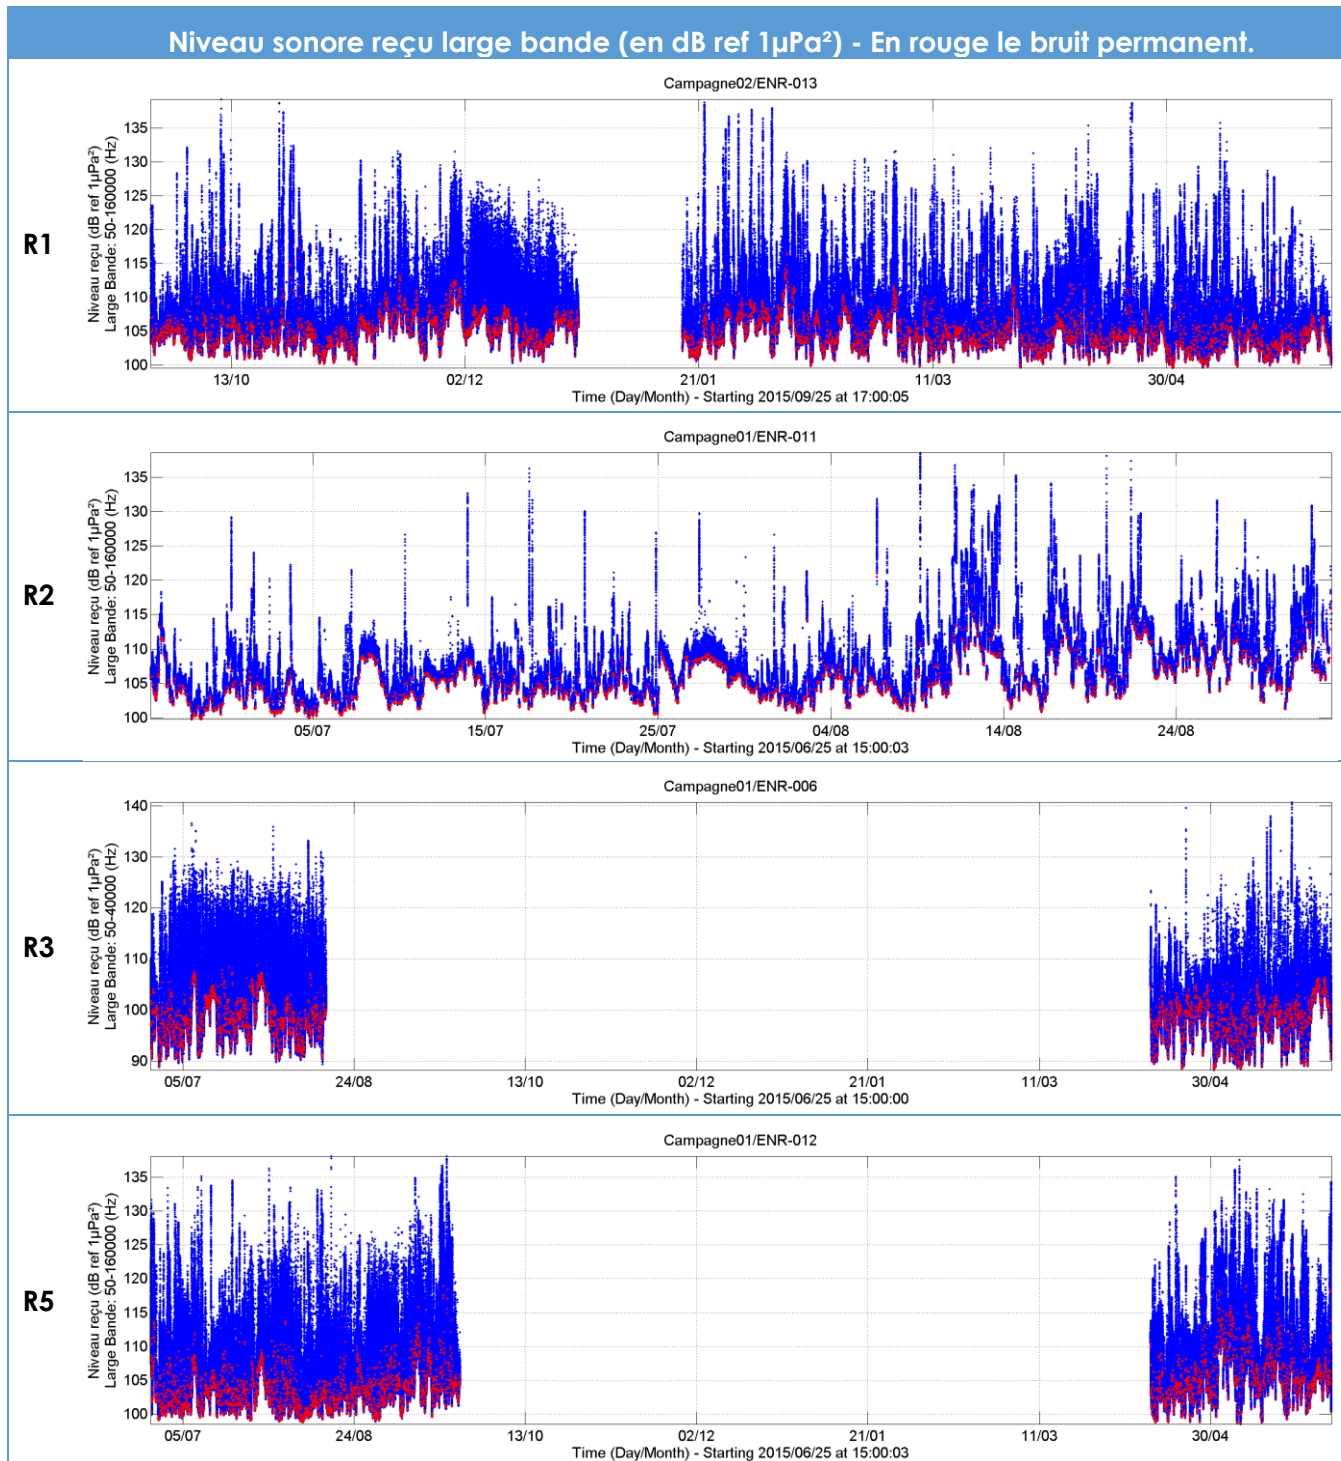 Niveau sonore reçu large bande (en dB ref 1µPa²) - En rouge le bruit permanent.
R1
Campagne02/ENR-013
Niveau reçu (dB ref 1µPa²)
Large Bande: 50-160000 (Hz)
135
130
125
120
115
110
105
100
13/10
02/12
21/01
11/03
30/04
Time (Day/Month) - Starting 2015/09/25 at 17:00:05
R2
Campagne01/ENR-011
Niveau reçu (dB ref 1µPa²)
Large Bande: 50-160000 (Hz)
135
130
125
120
115
110
105
100
05/07
15/07
25/07
04/08
14/08
24/08
Time (Day/Month) - Starting 2015/06/25 at 15:00:03
R3
Campagne01/ENR-006
Niveau reçu (dB ref 1µPa²)
Large Bande: 50-40000 (Hz)
140
130
120
110
100
90
05/07
24/08
13/10
02/12
21/01
11/03
30/04
Time (Day/Month) - Starting 2015/06/25 at 15:00:00
R5
Campagne01/ENR-012
Niveau reçu (dB ref 1µPa²)
Large Bande: 50-160000 (Hz)
135
130
125
120
115
110
105
100
05/07
24/08
13/10
02/12
21/01
11/03
30/04
Time (Day/Month) - Starting 2015/06/25 at 15:00:03